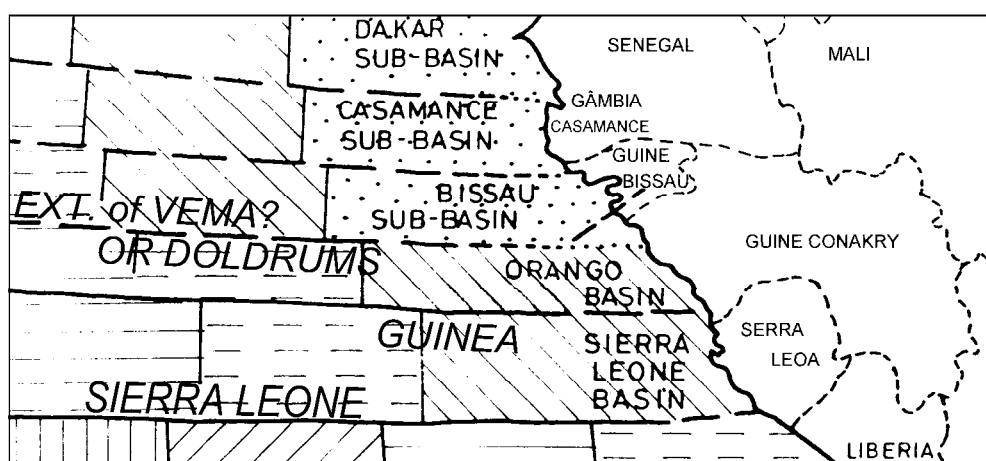 DAKAR
SUB-BASIN
SENEGAL
MALI
CASAMANCE
SUB-BASIN
GÂMBIA
CASAMANCE
GUINE
BISSAU
BISSAU
SUB-BASIN
EXT. of VEMA?
OR DOLDRUMS
GUINE CONAKRY
ORANGO
BASIN
GUINEA
SIERRA
LEONE
BASIN
SERRA
LEOA
SIERRA LEONE
LIBERIA